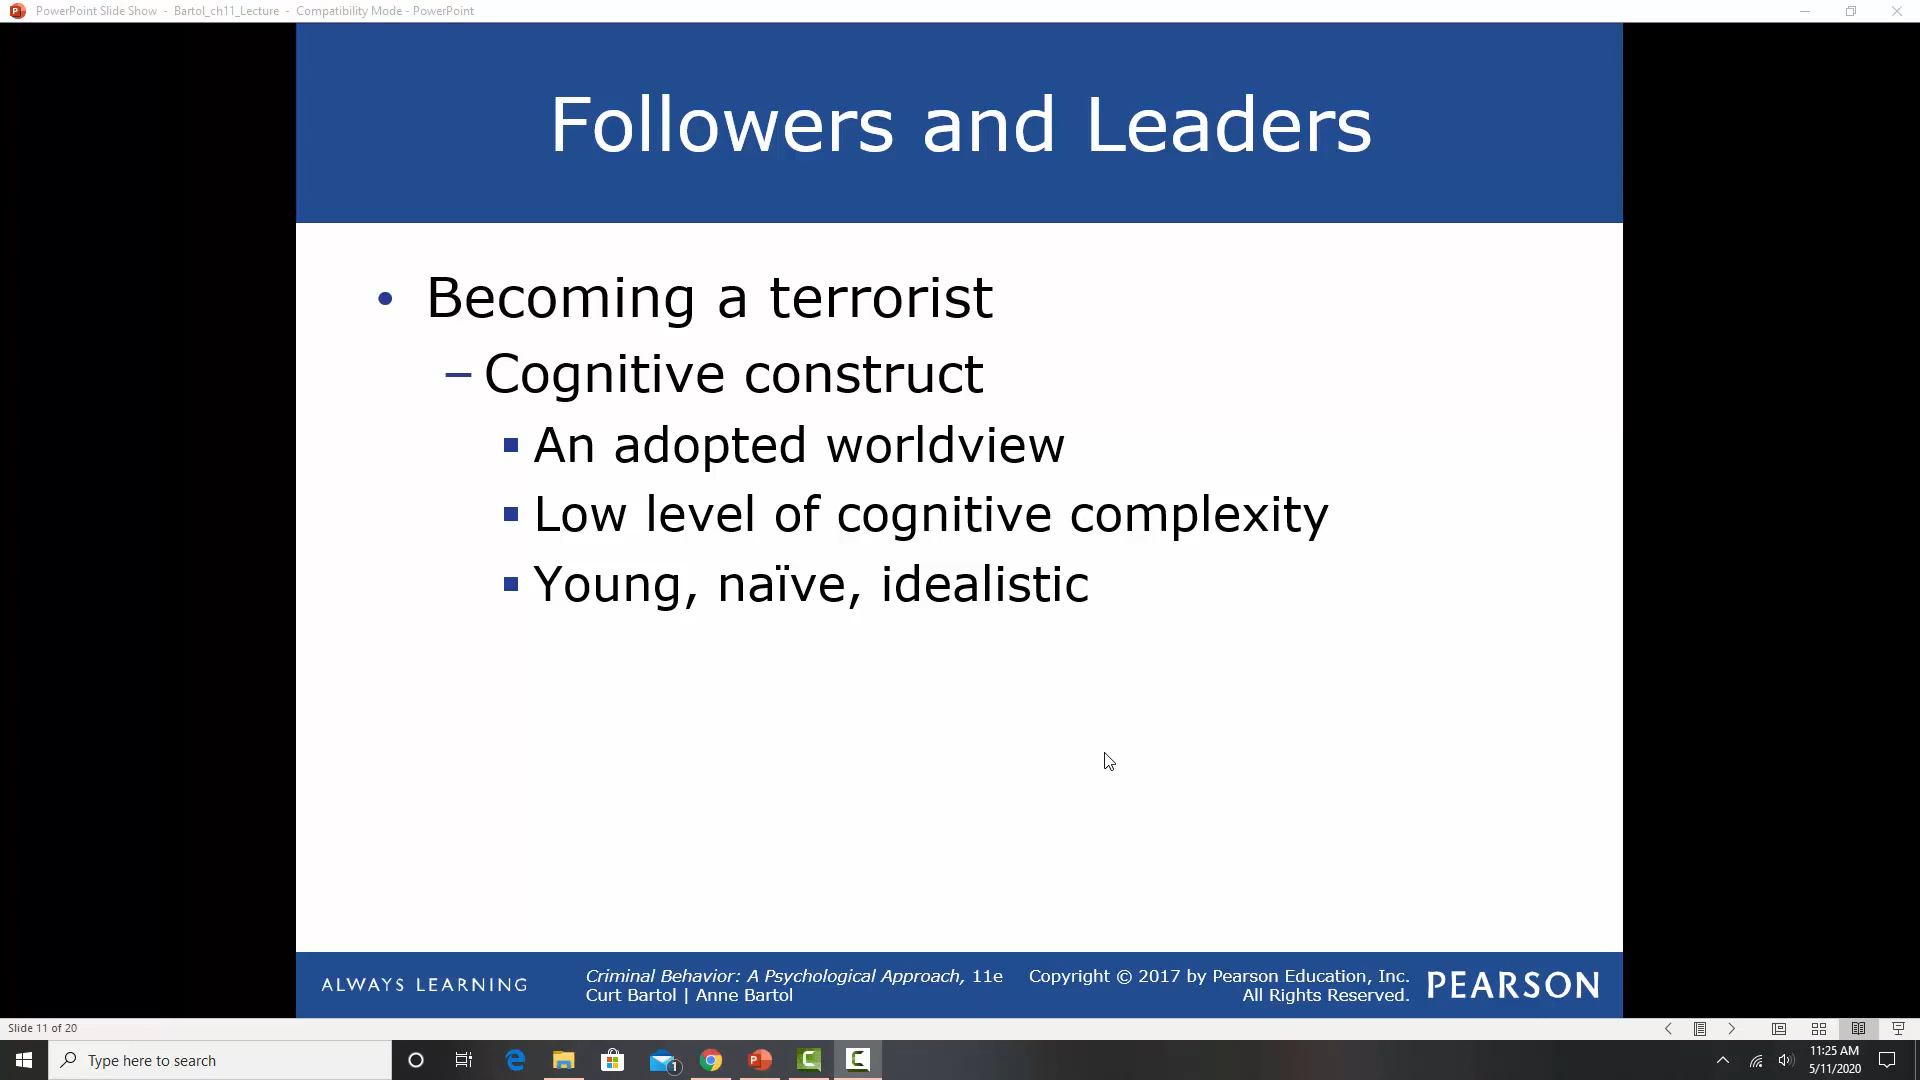 PowerPoint Slide Show - Bartol_ch11_Lecture - Compatibility Mode - PowerPoint
Followers and Leaders
• Becoming a terrorist
– Cognitive construct
▪ An adopted worldview
▪ Low level of cognitive complexity
▪ Young, naïve, idealistic
ALWAYS LEARNING
Criminal Behavior: A Psychological Approach, 11e
Curt Bartol | Anne Bartol
Copyright © 2017 by Pearson Education, Inc.
All Rights Reserved.
PEARSON
Slide 11 of 20
Type here to search
1
11:25 AM
5/11/2020